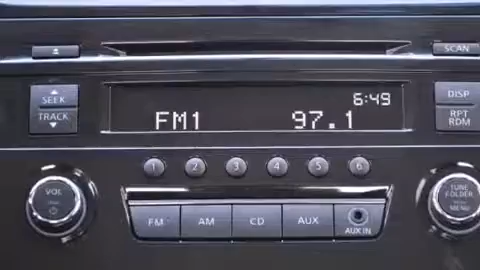 SCAN
6:49
SEEK
TRACK
FM1 97.1
DISP
RPT
RDM
1 2 3 4 5 6
VOL
TUNE
FOLDER
MENU
FM AM CD AUX
AUX IN